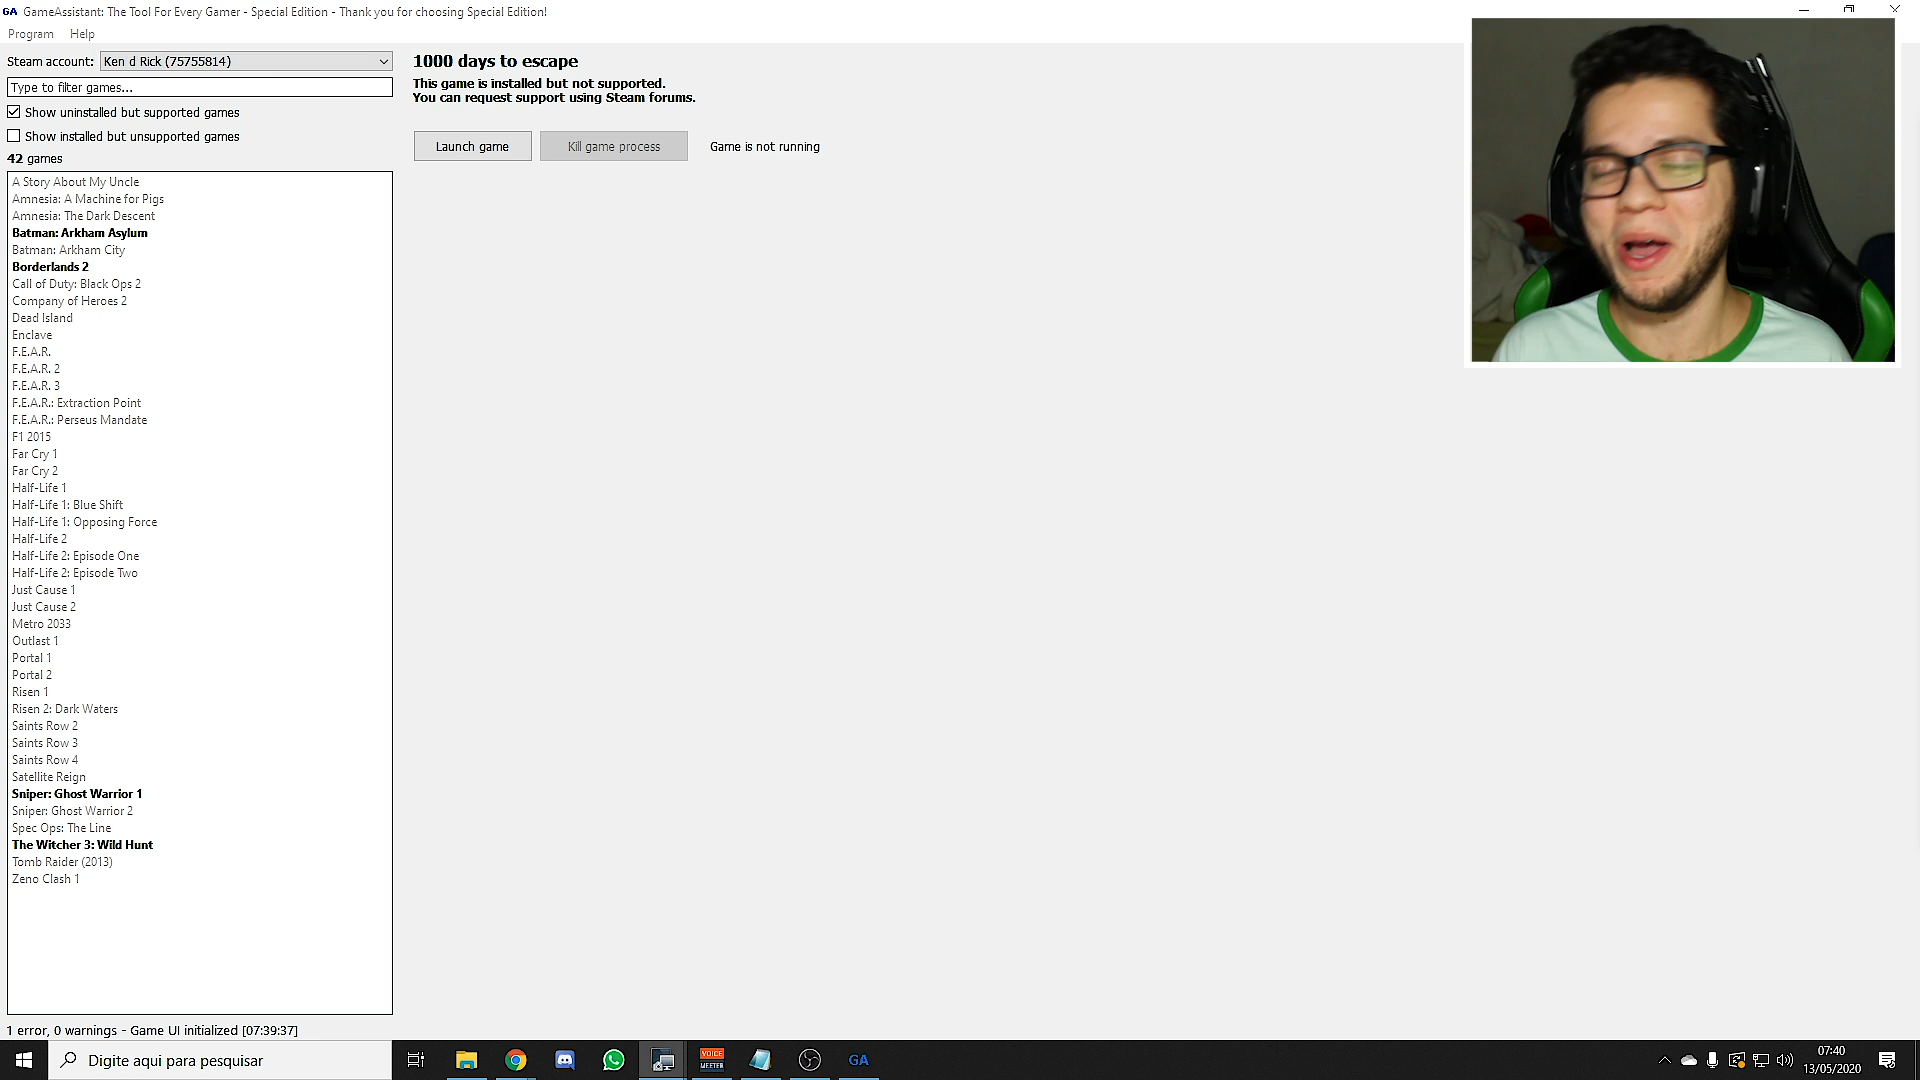 GA GameAssistant: The Tool For Every Gamer - Special Edition - Thank you for choosing Special Edition!
Program Help
Steam account: Ken d Rick (75755814)
Type to filter games...
Show uninstalled but supported games
Show installed but unsupported games
42 games
A Story About My Uncle
Amnesia: A Machine for Pigs
Amnesia: The Dark Descent
Batman: Arkham Asylum
Batman: Arkham City
Borderlands 2
Call of Duty: Black Ops 2
Company of Heroes 2
Dead Island
Enclave
F.E.A.R.
F.E.A.R. 2
F.E.A.R. 3
F.E.A.R.: Extraction Point
F.E.A.R.: Perseus Mandate
F1 2015
Far Cry 1
Far Cry 2
Half-Life 1
Half-Life 1: Blue Shift
Half-Life 1: Opposing Force
Half-Life 2
Half-Life 2: Episode One
Half-Life 2: Episode Two
Just Cause 1
Just Cause 2
Metro 2033
Outlast 1
Portal 1
Portal 2
Risen 1
Risen 2: Dark Waters
Saints Row 2
Saints Row 3
Saints Row 4
Satellite Reign
Sniper: Ghost Warrior 1
Sniper: Ghost Warrior 2
Spec Ops: The Line
The Witcher 3: Wild Hunt
Tomb Raider (2013)
Zeno Clash 1
1 error, 0 warnings - Game UI initialized [07:39:37]
1000 days to escape
This game is installed but not supported.
You can request support using Steam forums.
Launch game
Kill game process
Game is not running
Digite aqui para pesquisar
VOICE
MEETER
GA
07:40
13/05/2020